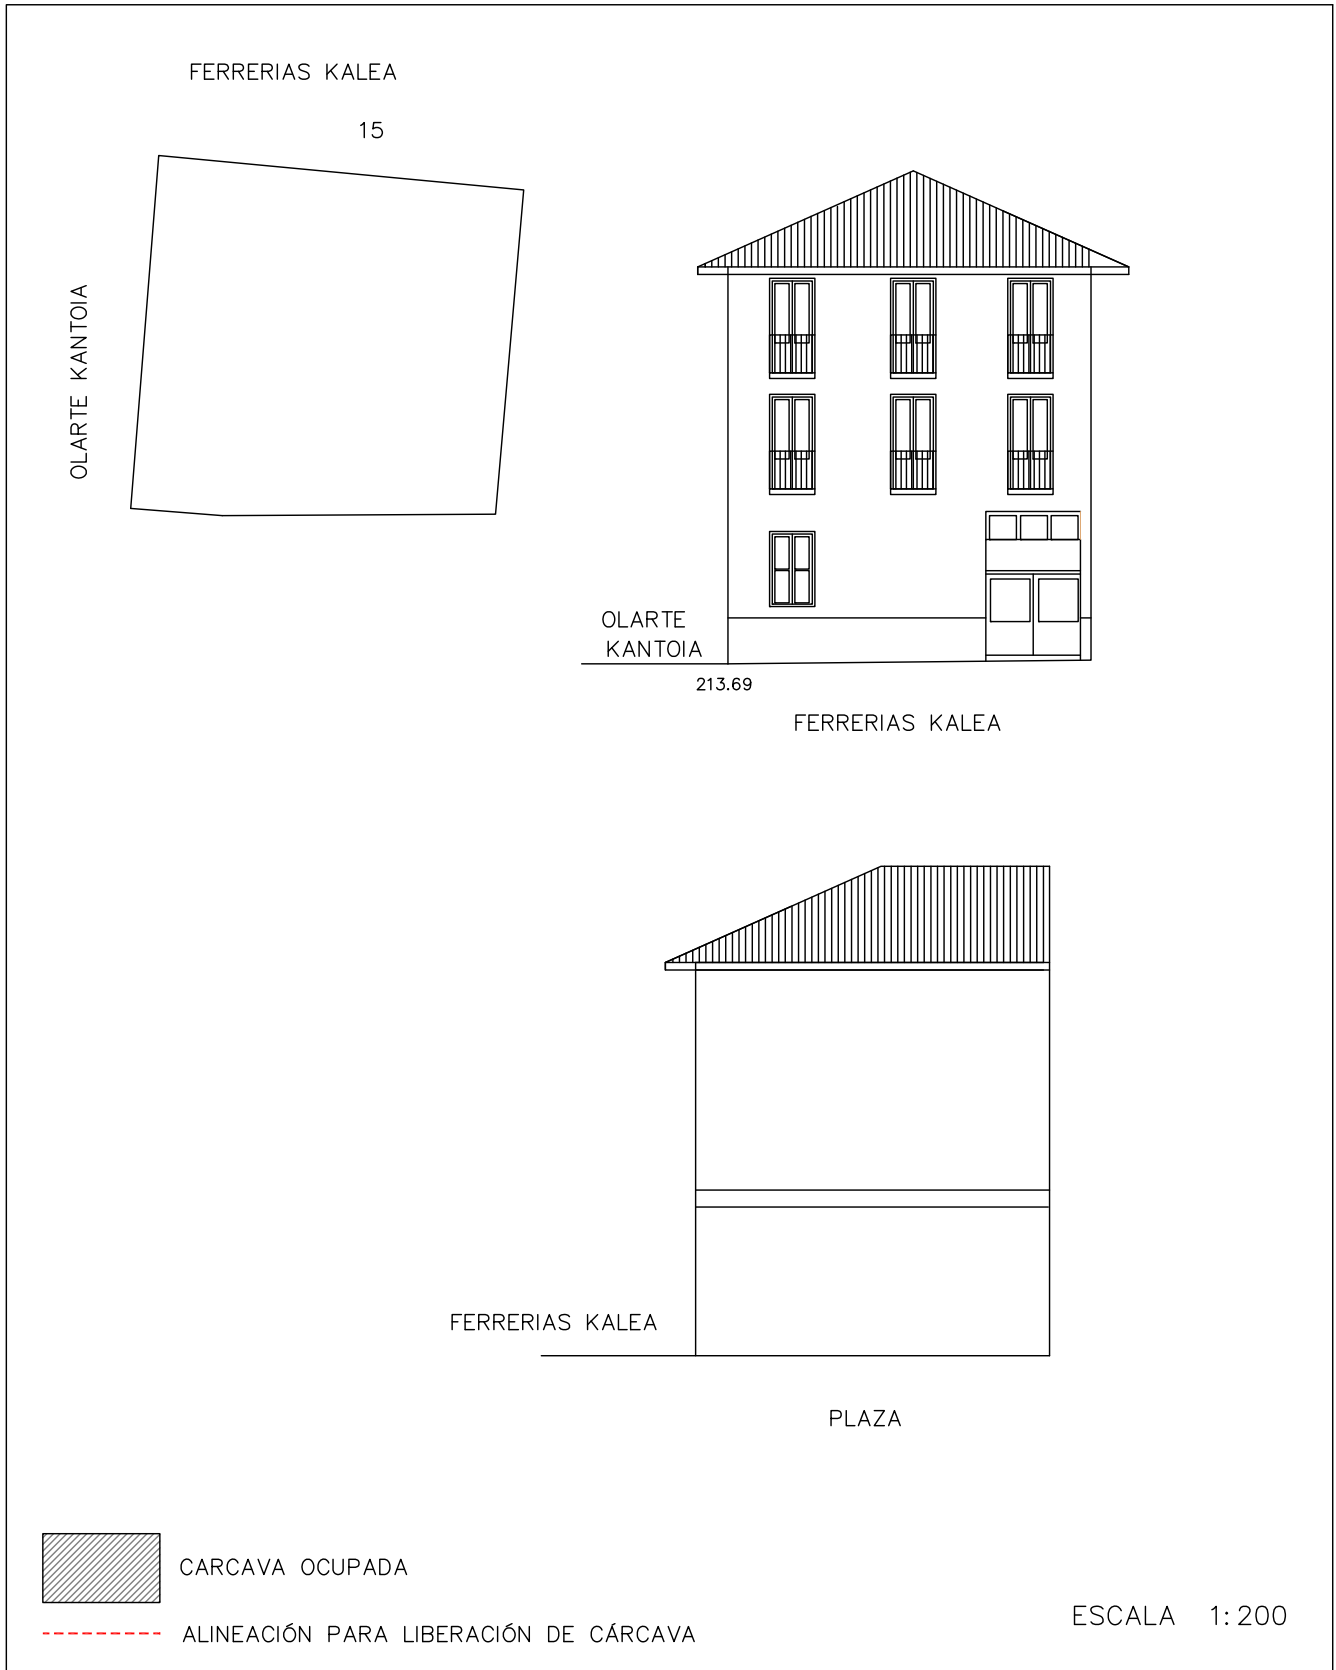 FERRERIAS KALEA
15
OLARTE KANTOIA
OLARTE
KANTOIA
213.69
FERRERIAS KALEA
FERRERIAS KALEA
PLAZA
CARCAVA OCUPADA
ALINEACIÓN PARA LIBERACIÓN DE CÁRCAVA
ESCALA 1:200